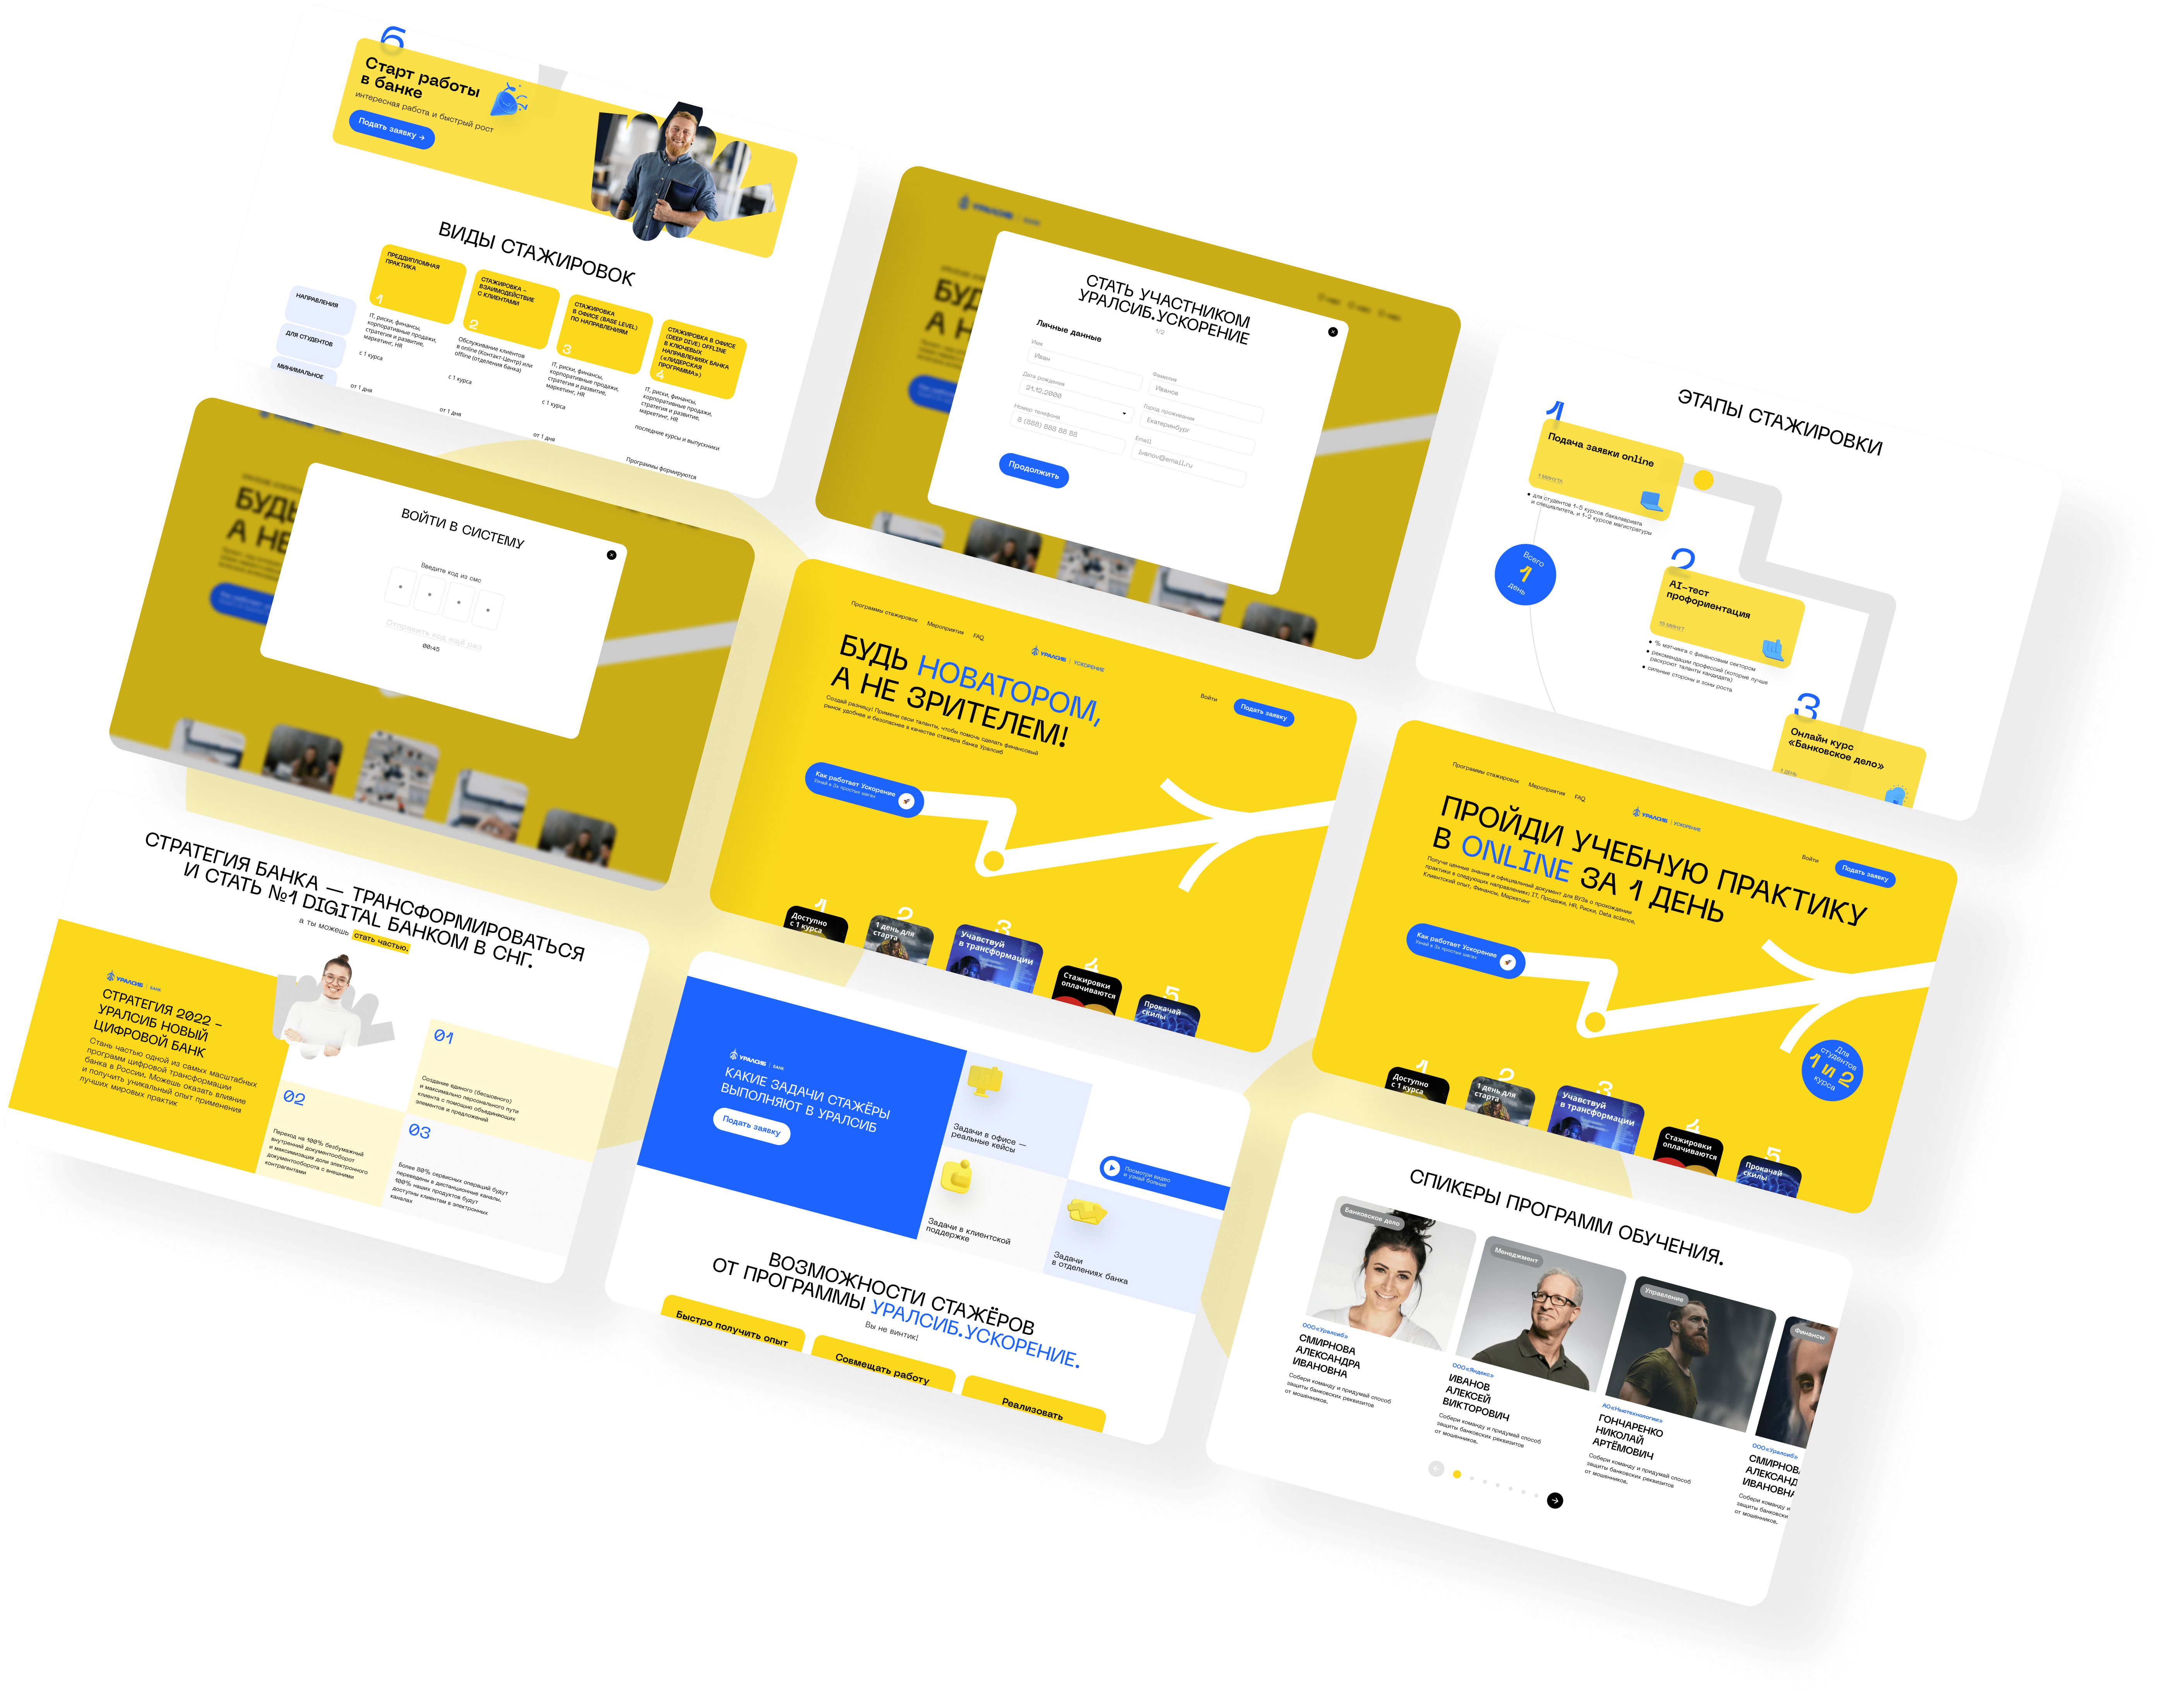 6
Старт работы
в банке
интересная работа и быстрый рост
Подать заявку →
ВИДЫ СТАЖИРОВОК
ПРЕДДИПЛОМНАЯ
ПРАКТИКА
1
СТАЖИРОВКА –
ВЗАИМОДЕЙСТВИЕ
С КЛИЕНТАМИ
2
СТАЖИРОВКА
В ОФИСЕ (BASE LEVEL)
ПО НАПРАВЛЕНИЯМ
3
СТАЖИРОВКА В ОФИСЕ
(DEEP DIVE) OFFLINE
В КЛЮЧЕВЫХ
НАПРАВЛЕНИЯХ БАНКА
(«ЛИДЕРСКАЯ
ПРОГРАММА»)
4
НАПРАВЛЕНИЯ
IT, риски, финансы,
корпоративные продажи,
стратегия и развитие,
маркетинг, HR
Обслуживание клиентов
в online (Контакт-Центр) или
offline (отделения банка)
IT, риски, финансы,
корпоративные продажи,
стратегия и развитие,
маркетинг, HR
IT, риски, финансы,
корпоративные продажи,
стратегия и развитие,
маркетинг, HR
ДЛЯ СТУДЕНТОВ
с 1 курса
с 1 курса
с 1 курса
последние курсы и выпускники
МИНИМАЛЬНОЕ
от 1 дня
от 1 дня
от 1 дня
Программы формируются
УРАЛСИБ | БАНК
БУД
А Н
СТАТЬ УЧАСТНИКОМ
УРАЛСИБ.УСКОРЕНИЕ
1/2
Личные данные
Имя
Иван
Фамилия
Иванов
Дата рождения
21.12.2000
Город проживания
Екатеринбург
Номер телефона
8 (888) 888 88 88
Email
ivanov@email.ru
Продолжить
ЭТАПЫ СТАЖИРОВКИ
1
Подача заявки online
1 МИНУТА
для студентов 1-5 курсов бакалавриата
и специалитета, и 1-2 курсов магистратуры
Всего
1
день
2
AI-тест
профориентация
15 МИНУТ
% мэтчинга с финансовым сектором
рекомендации профессий (которые лучше
раскроют таланты кандидата)
сильные стороны и зоны роста
3
Онлайн курс
«Банковское дело»
1 ДЕНЬ
БУДЬ
А НЕ
ВОЙТИ В СИСТЕМУ
Введите код из смс
Отправить код ещё раз
00:45
Программы стажировок Мероприятия FAQ
УРАЛСИБ | УСКОРЕНИЕ
Войти
Подать заявку
БУДЬ НОВАТОРОМ,
А НЕ ЗРИТЕЛЕМ!
Создай разницу! Примени свои таланты, чтобы помочь сделать финансовый
рынок удобнее и безопаснее в качестве стажера банка Уралсиб
Как работает Ускорение
Узнай в 3х простых шагах
1
Доступно
с 1 курса
2
1 день для
старта
3
Учавствуй
в трансформации
4
Стажировки
оплачиваются
5
Прокачай
скилы
Программы стажировок Мероприятия FAQ
УРАЛСИБ | УСКОРЕНИЕ
Войти
Подать заявку
ПРОЙДИ УЧЕБНУЮ ПРАКТИКУ
В ONLINE ЗА 1 ДЕНЬ
Получи ценные знания и официальный документ для ВУЗа о прохождении
практики в следующих направлениях: IT, Продажи, HR, Риски, Data science,
Клиентский опыт, Финансы, Маркетинг
Как работает Ускорение
Узнай в 3х простых шагах
Для
студентов
1 и 2
курса
1
Доступно
с 1 курса
2
1 день для
старта
3
Учавствуй
в трансформации
4
Стажировки
оплачиваются
5
Прокачай
скилы
СТРАТЕГИЯ БАНКА — ТРАНСФОРМИРОВАТЬСЯ
И СТАТЬ №1 DIGITAL БАНКОМ В СНГ.
а ты можешь стать частью.
УРАЛСИБ | БАНК
СТРАТЕГИЯ 2022 –
УРАЛСИБ НОВЫЙ
ЦИФРОВОЙ БАНК
Стань частью одной из самых масштабных
программ цифровой трансформации
банка в России. Можешь оказать влияние
и получить уникальный опыт применения
лучших мировых практик
01
Создание единого (бесшовного)
и максимально персонального пути
клиента с помощью объединяющих
элементов и предложений
02
Переход на 100% безбумажный
внутренний документооборот
и максимизация доли электронного
документооборота с внешними
контрагентами
03
Более 80% сервисных операций будут
переведены в дистанционные каналы,
100% наших продуктов будут
доступны клиентам в электронных
каналах
УРАЛСИБ | БАНК
КАКИЕ ЗАДАЧИ СТАЖЁРЫ
ВЫПОЛНЯЮТ В УРАЛСИБ
Подать заявку
Задачи в офисе —
реальные кейсы
Посмотри видео
и узнай больше
Задачи в клиентской
поддержке
Задачи
в отделениях банка
ВОЗМОЖНОСТИ СТАЖЁРОВ
ОТ ПРОГРАММЫ УРАЛСИБ.УСКОРЕНИЕ.
Вы не винтик!
Быстро получить опыт
Совмещать работу
Реализовать
СПИКЕРЫ ПРОГРАММ ОБУЧЕНИЯ.
Банковское дело
ООО«Уралсиб»
СМИРНОВА
АЛЕКСАНДРА
ИВАНОВНА
Собери команду и придумай способ
защиты банковских реквизитов
от мошенников.
Менеджмент
ООО«Яндекс»
ИВАНОВ
АЛЕКСЕЙ
ВИКТОРОВИЧ
Собери команду и придумай способ
защиты банковских реквизитов
от мошенников.
Управление
АО«Ньютехнологии»
ГОНЧАРЕНКО
НИКОЛАЙ
АРТЁМОВИЧ
Собери команду и придумай способ
защиты банковских реквизитов
от мошенников.
Финансы
ООО«Уралсиб»
СМИРНОВ
АЛЕКСАНД
ИВАНОВНА
Собери команду и
защиты банковски
от мошенников.